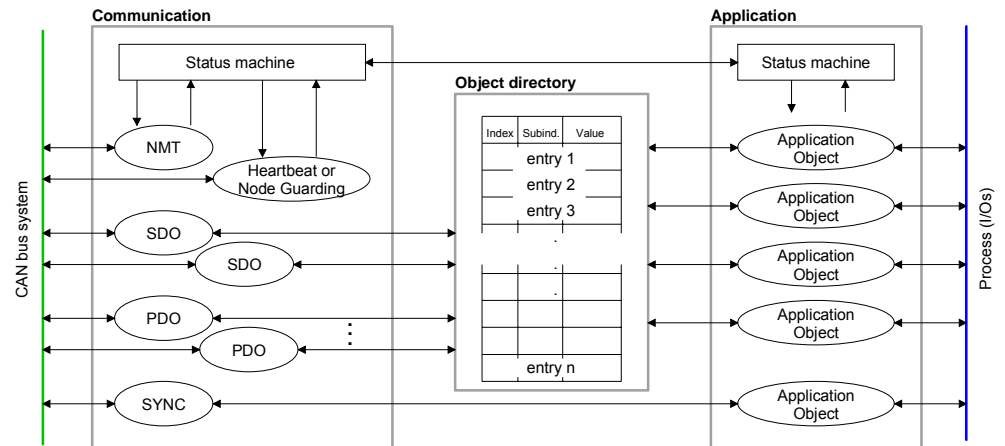 Communication
Application
Status machine
Status machine
Object directory
Index Subind. Value
NMT
entry 1
Application
Object
Heartbeat or
Node Guarding
entry 2
entry 3
Application
Object
SDO
.
SDO
.
Application
Object
.
PDO
Application
Object
PDO
entry n
SYNC
Application
Object
CAN bus system
Process (I/Os)